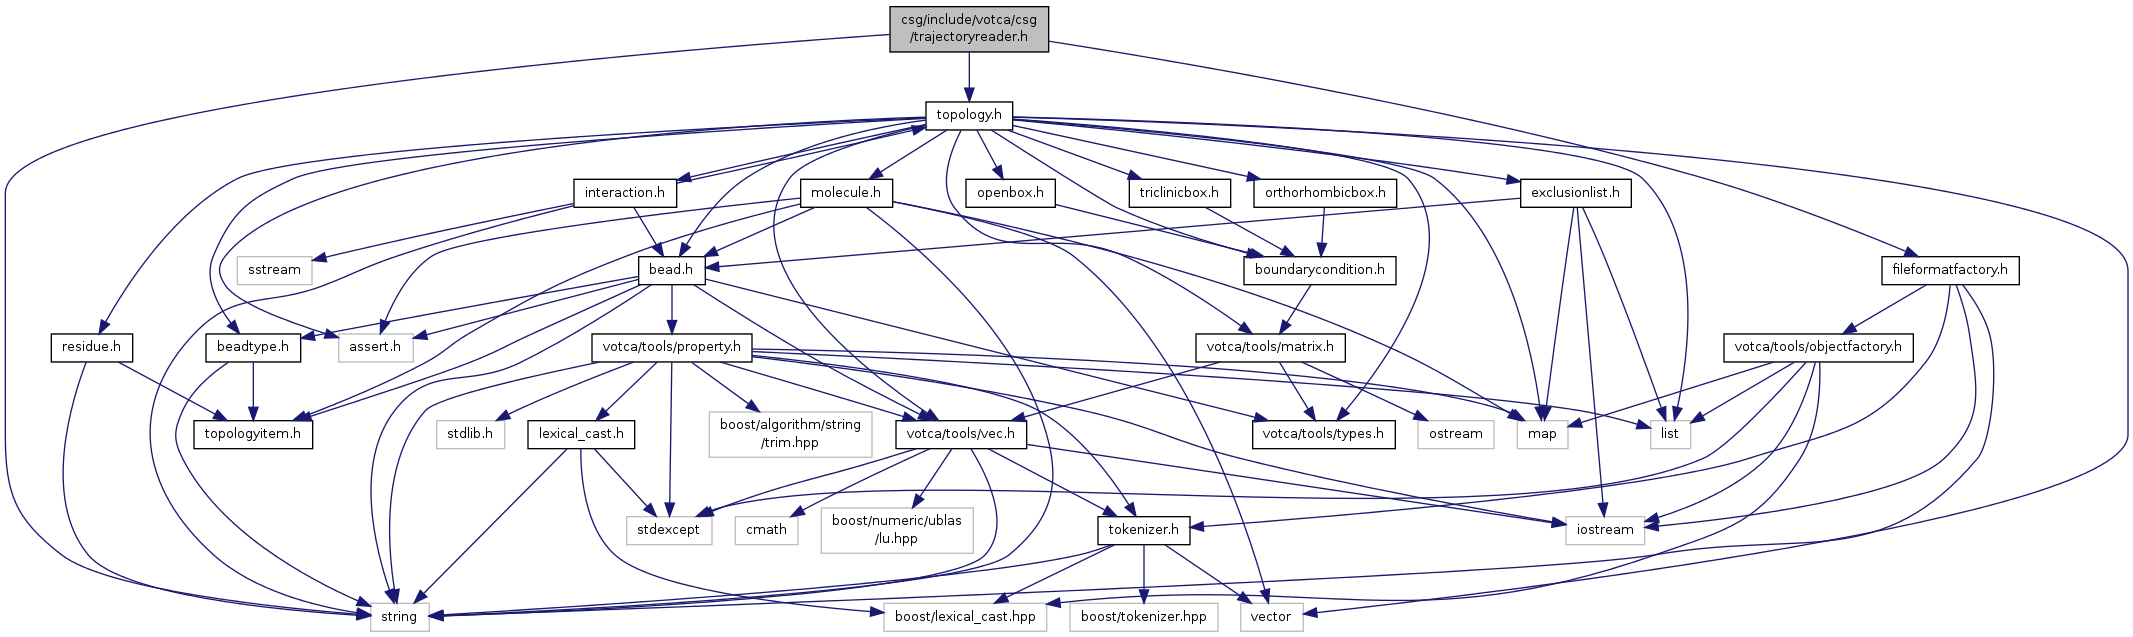 csg/include/votca/csg
/trajectoryreader.h
topology.h
interaction.h
molecule.h
openbox.h
triclinicbox.h
orthorhombicbox.h
exclusionlist.h
sstream
bead.h
boundarycondition.h
fileformatfactory.h
residue.h
beadtype.h
assert.h
votca/tools/property.h
votca/tools/matrix.h
votca/tools/objectfactory.h
topologyitem.h
stdlib.h
lexical_cast.h
boost/algorithm/string
/trim.hpp
votca/tools/vec.h
votca/tools/types.h
ostream
map
list
stdexcept
cmath
boost/numeric/ublas
/lu.hpp
tokenizer.h
iostream
string
boost/lexical_cast.hpp
boost/tokenizer.hpp
vector